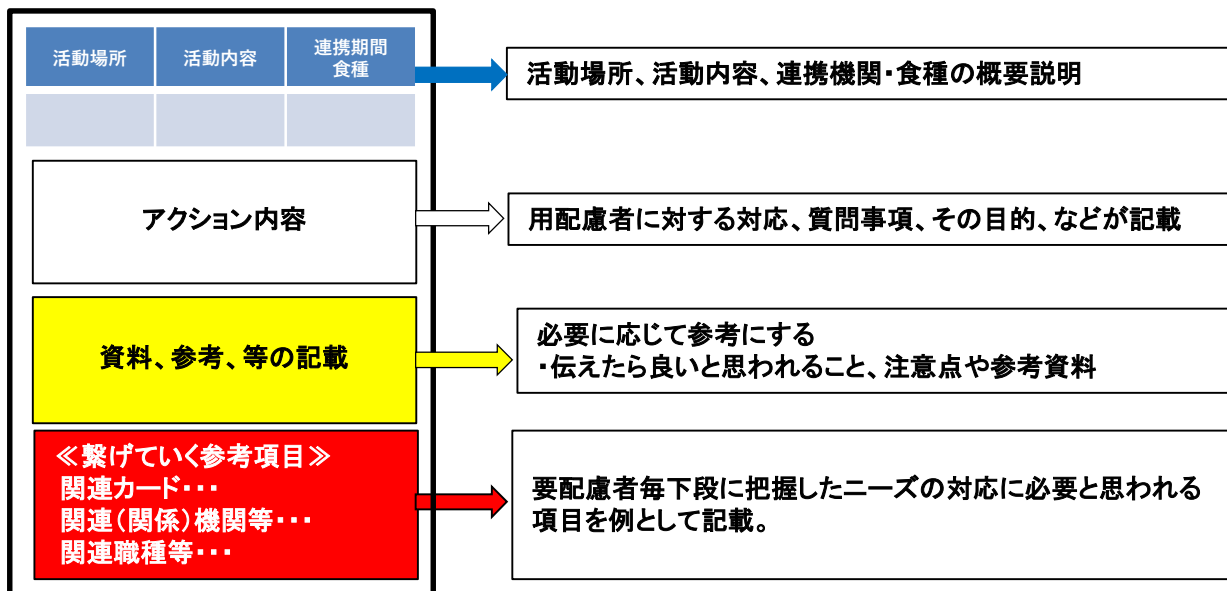 活動場所
活動内容
連携期間
食種
活動場所、活動内容、連携機関・食種の概要説明
アクション内容
用配慮者に対する対応、質問事項、その目的、などが記載
資料、参考、等の記載
必要に応じて参考にする
・伝えたら良いと思われること、注意点や参考資料
≪繋げていく参考項目≫
関連カード・・・
関連（関係）機関等・・・
関連職種等・・・
要配慮者毎下段に把握したニーズの対応に必要と思われる
項目を例として記載。